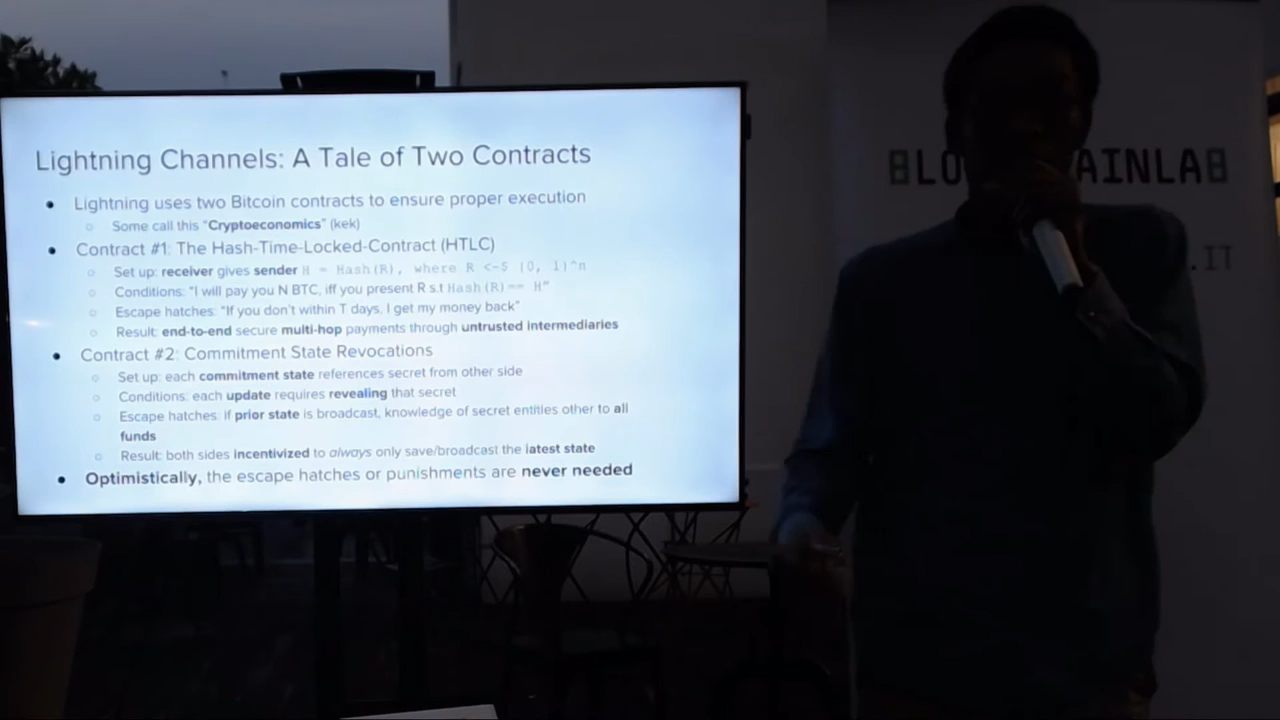 Lightning Channels: A Tale of Two Contracts
● Lightning uses two Bitcoin contracts to ensure proper execution
○ Some call this "Cryptoeconomics" (kek)
● Contract #1: The Hash-Time-Locked-Contract (HTLC)
○ Set up: receiver gives sender H = Hash(R), where R <-$ {0, 1}^n
○ Conditions: "I will pay you N BTC, iff you present R s.t Hash(R)== H"
○ Escape hatches: "If you don't within T days, I get my money back"
○ Result: end-to-end secure multi-hop payments through untrusted intermediaries
● Contract #2: Commitment State Revocations
○ Set up: each commitment state references secret from other side
○ Conditions: each update requires revealing that secret
○ Escape hatches: if prior state is broadcast, knowledge of secret entities other to all
funds
○ Result: both sides incentivized to always only save/broadcast the latest state
● Optimistically, the escape hatches or punishments are never needed
BLO AINLAB
.IT